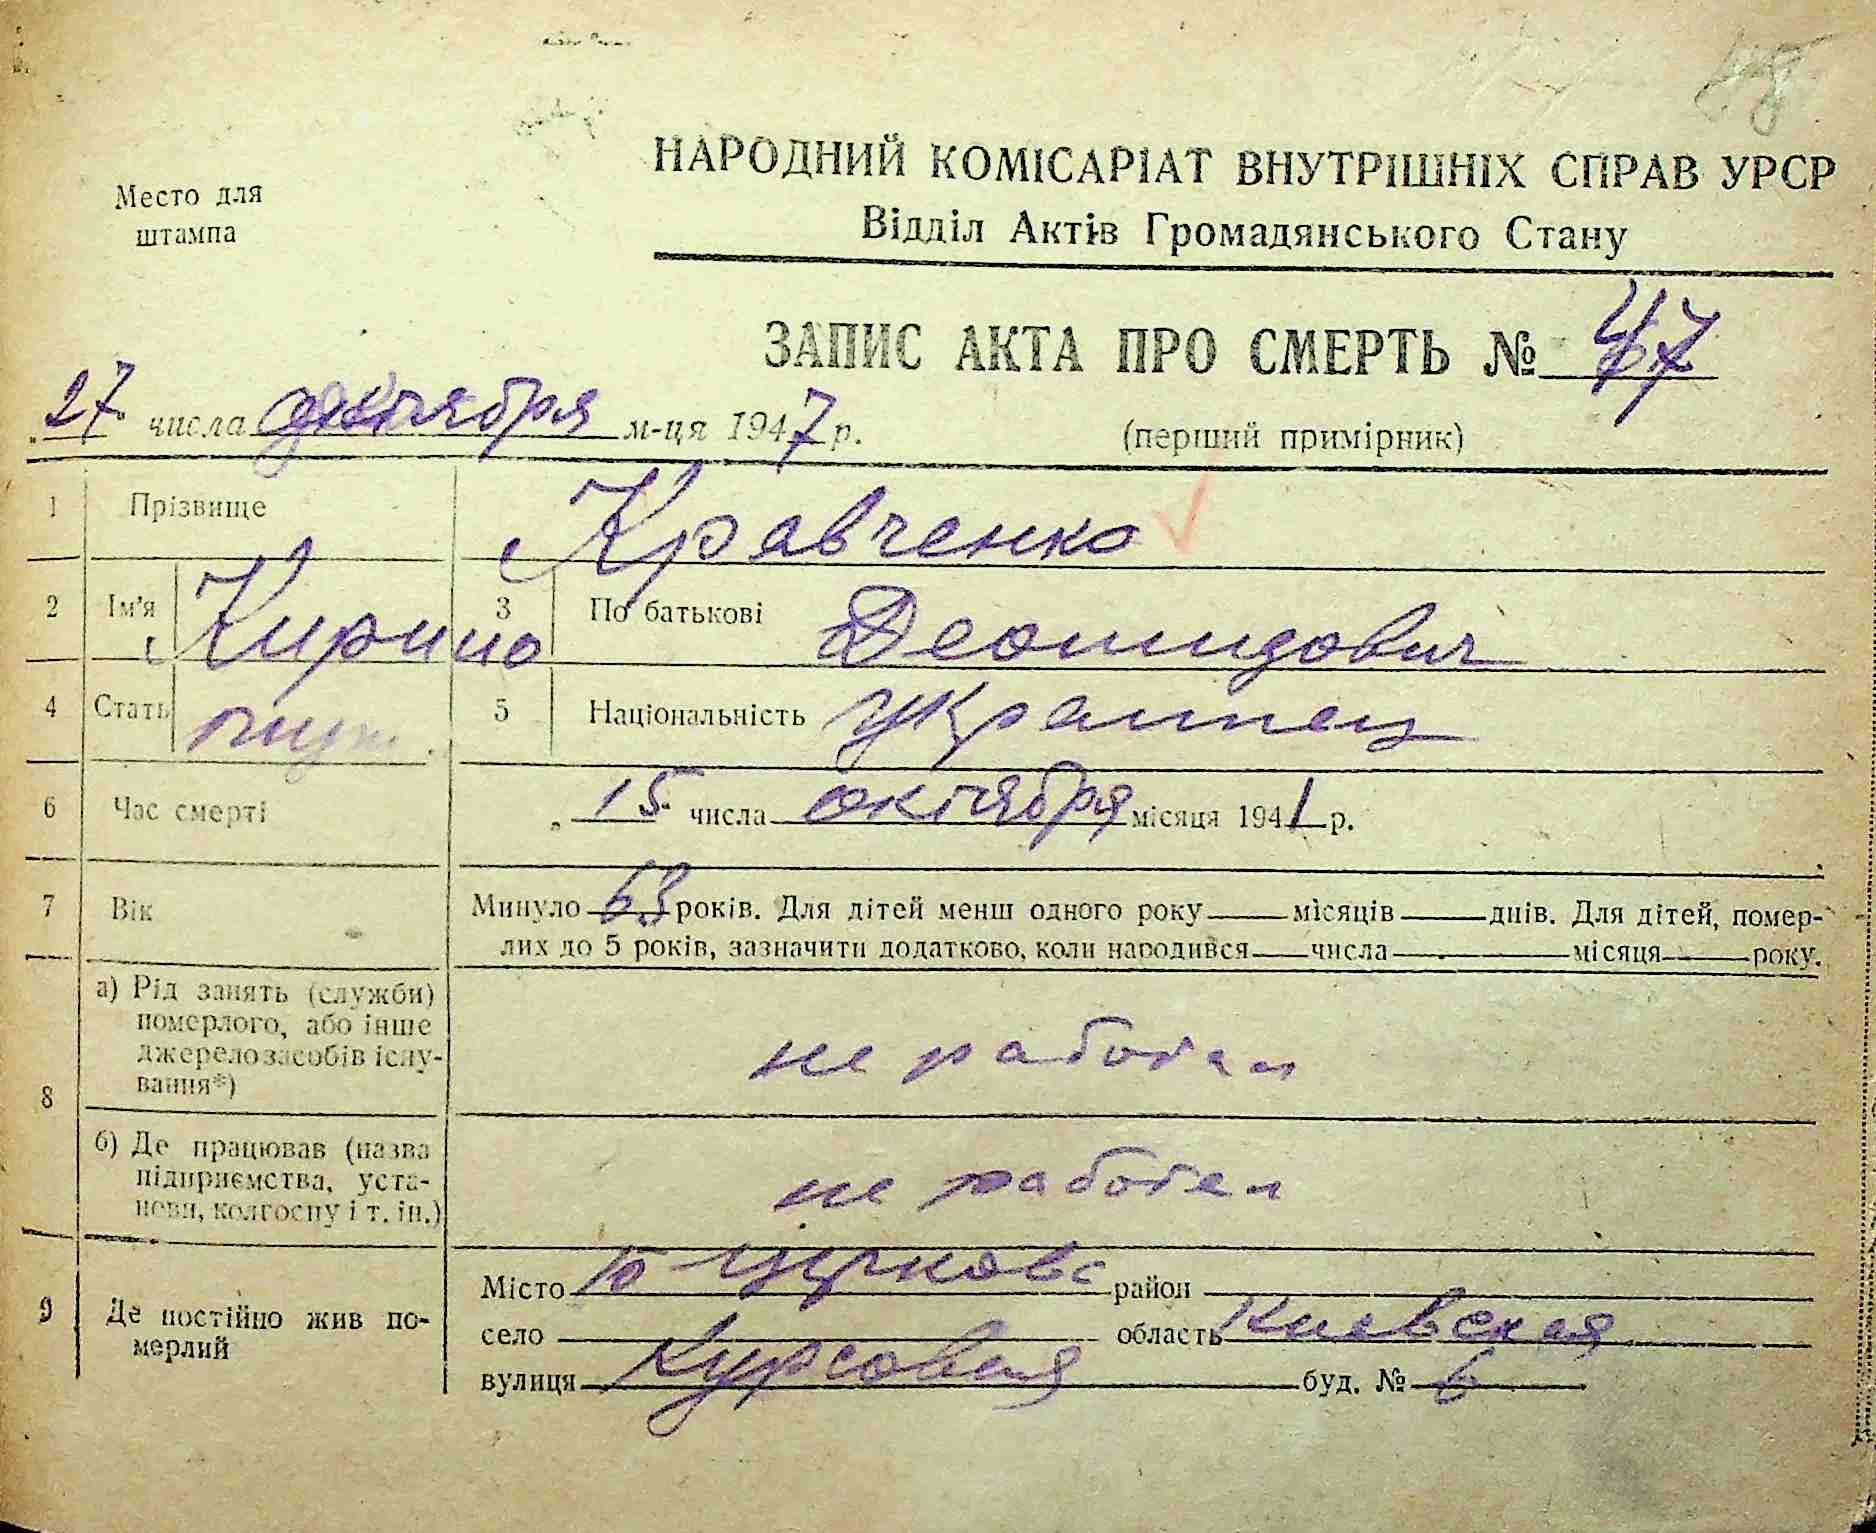 Место для
штампа
НАРОДНИЙ КОМІСАРІАТ ВНУТРІШНІХ СПРАВ УРСР
Відділ Актів Громадянського Стану
ЗАПИС АКТА ПРО СМЕРТЬ № 47
„27" числа октября м-ця 1947 р.
(перший примірник)
1 Прізвище Кравченко
2 Ім'я Кирило 3 По батькові Деомидович
4 Стать муж. 5 Національність украинец
6 Час смерті „15" числа октября місяця 1941 р.
7 Вік Минуло 63 років. Для дітей менш одного року місяців днів. Для дітей, помер-
лих до 5 років, зазначити додатково, коли народився числа місяця року.
8 а) Рід занять (служби)
померлого, або інше
джерело засобів існу-
вання*)
не работал
б) Де працював (назва
підприємства, уста-
нови, колгоспу і т. ін.)
не работал
9 Де постійно жив по-
мерлий
Місто район
село область Киевская
вулиця Курсовая буд. № 6